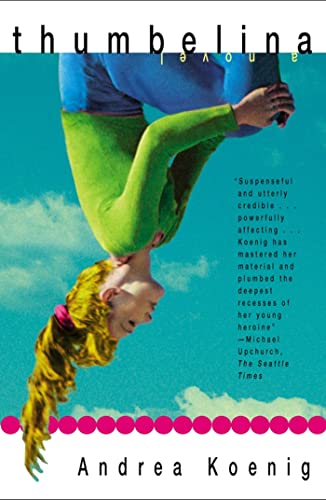 thumbelina
a novel
"Suspenseful
and utterly
credible . . .
powerfully
affecting . . .
Koenig has
mastered her
material and
plumbed the
deepest
recesses of
her young
heroine"
—Michael
Upchurch,
The Seattle
Times
Andrea Koenig